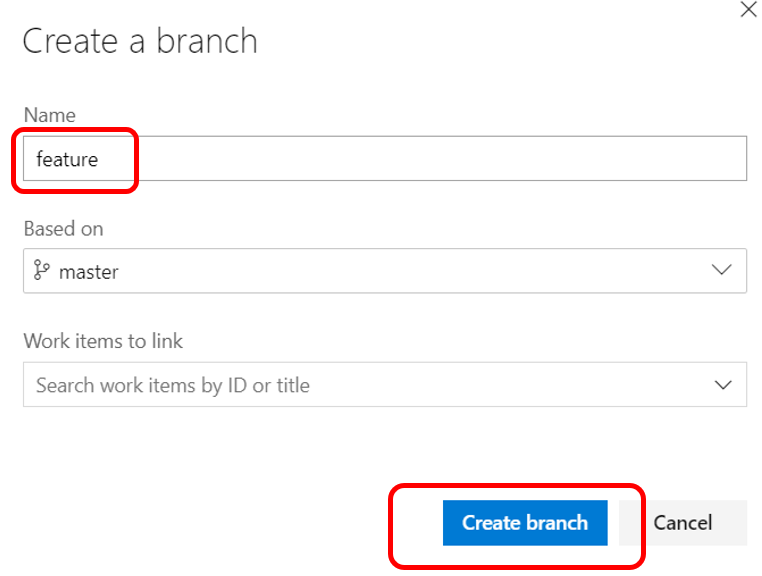 Create a branch
Name
feature
Based on
master
Work items to link
Search work items by ID or title
Create branch
Cancel